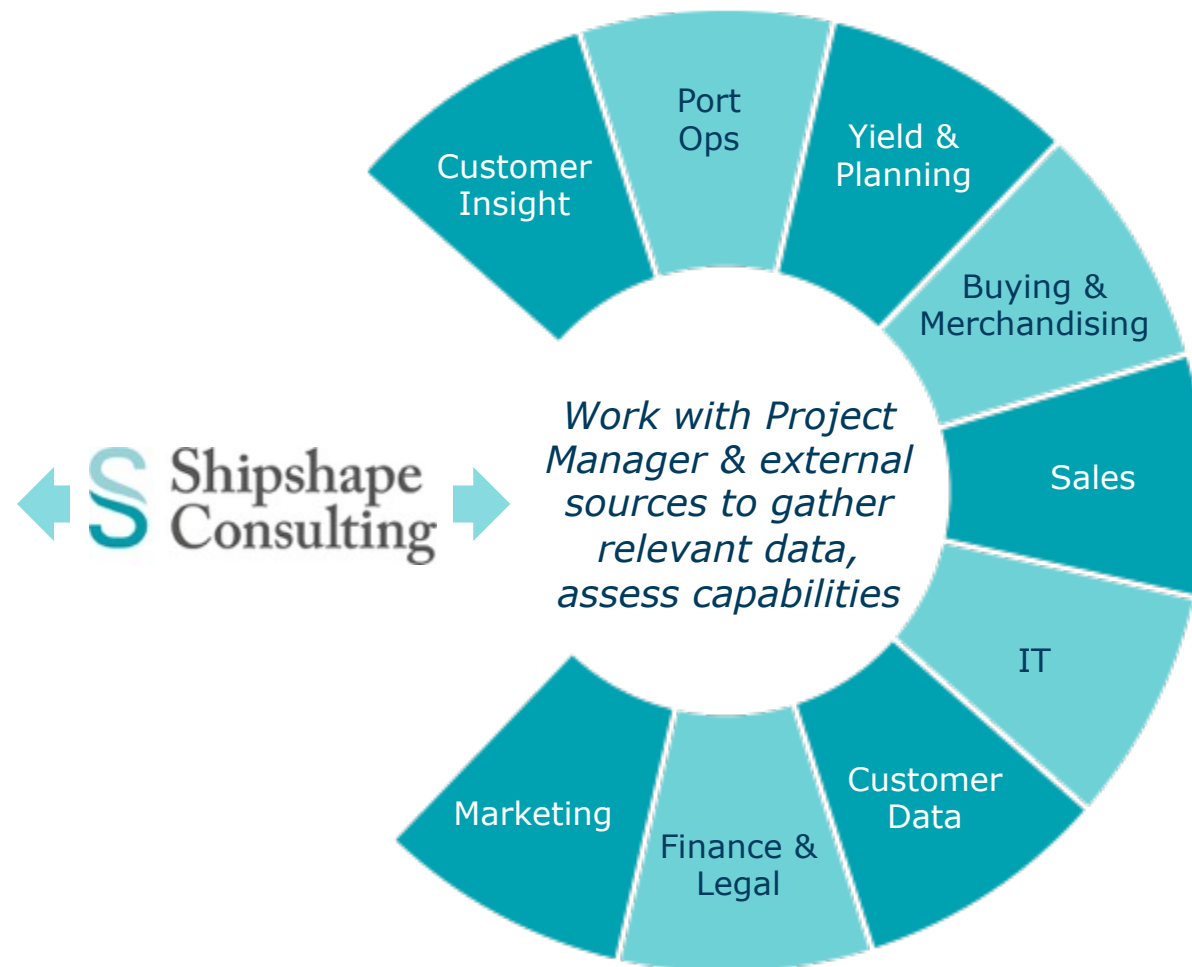 Port
Ops
Yield &
Planning
Customer
Insight
Buying &
Merchandising
Work with Project
Manager & external
sources to gather
relevant data,
assess capabilities
Shipshape
Consulting
Sales
IT
Customer
Data
Marketing
Finance &
Legal